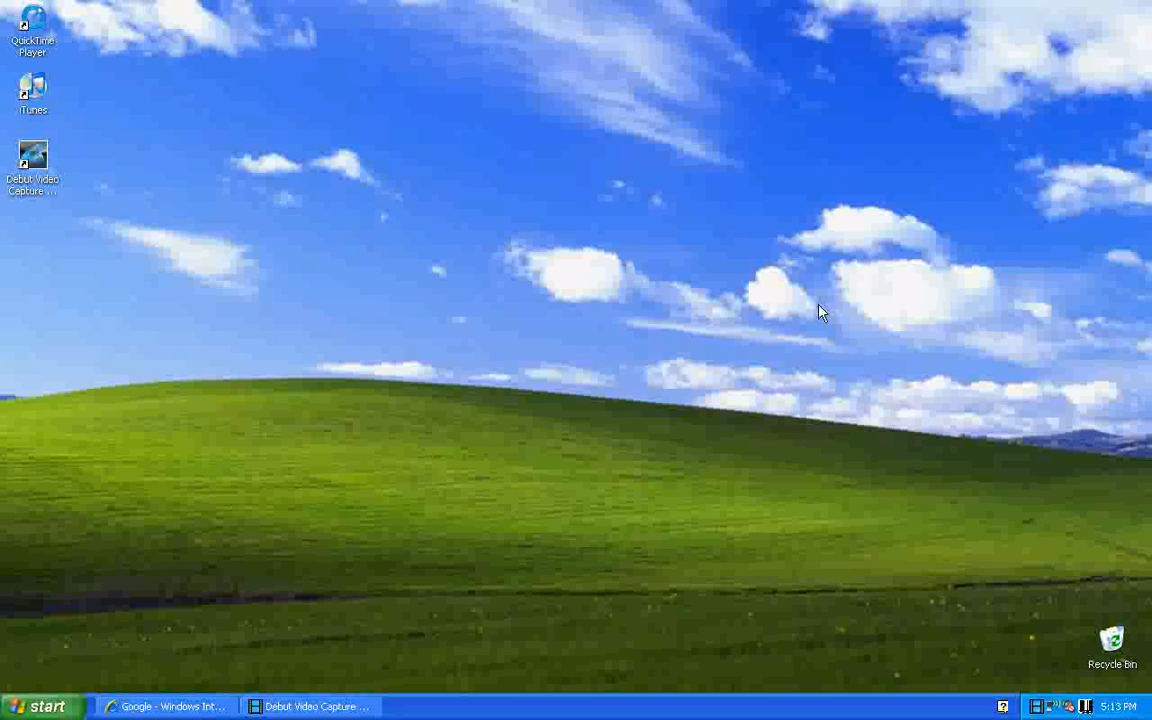 QuickTime
Player
iTunes
Debut Video
Capture ...
Recycle Bin
start
Google - Windows Int...
Debut Video Capture ...
?
5:13 PM